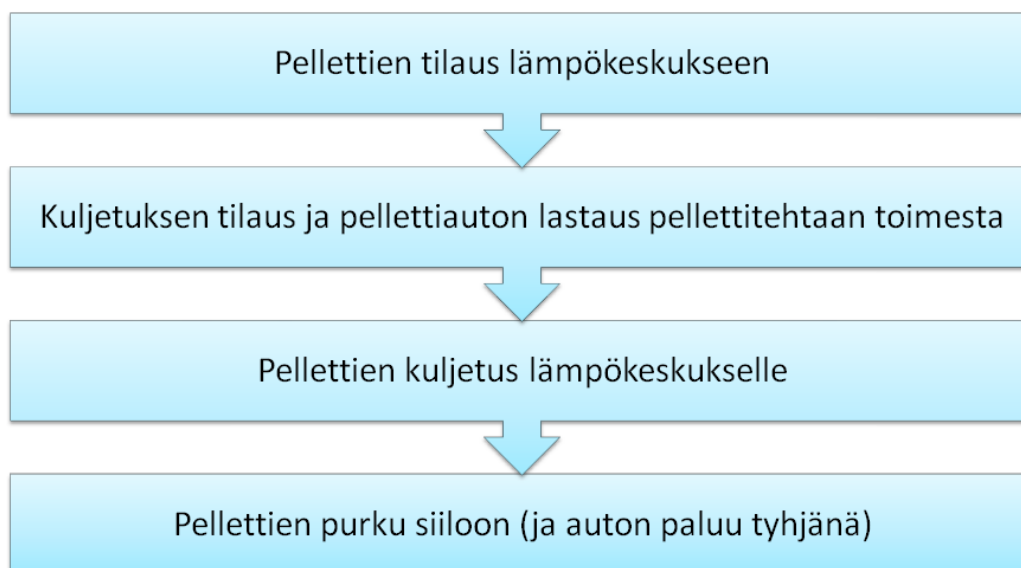 Pellettien tilaus lämpökeskukseen
Kuljetuksen tilaus ja pellettiauton lastaus pellettitehtaan toimesta
Pellettien kuljetus lämpökeskukselle
Pellettien purku siiloon (ja auton paluu tyhjänä)